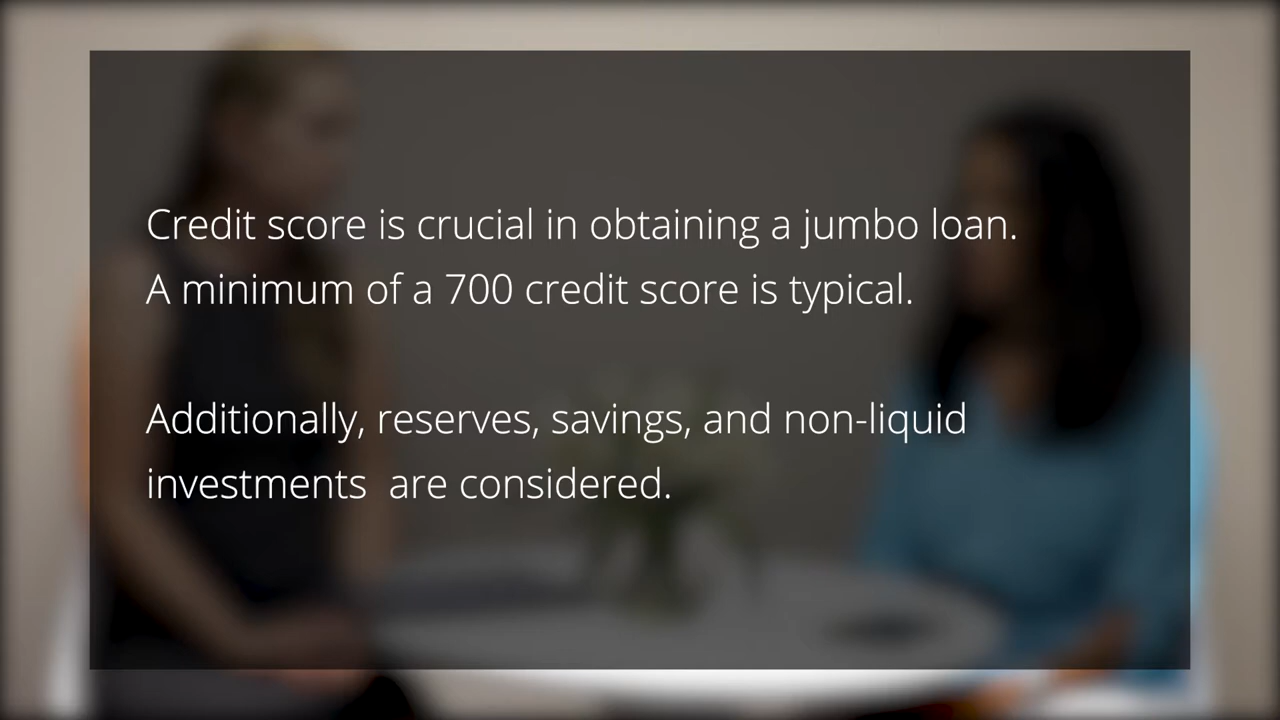 Credit score is crucial in obtaining a jumbo loan.
A minimum of a 700 credit score is typical.
Additionally, reserves, savings, and non-liquid
investments  are considered.